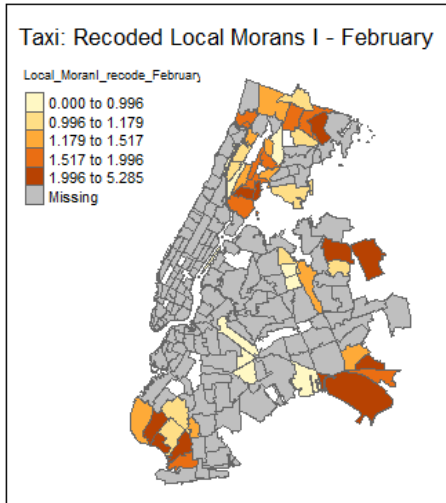 Taxi: Recoded Local Morans I - February
Local_MoranI_recode_February
0.000 to 0.996
0.996 to 1.179
1.179 to 1.517
1.517 to 1.996
1.996 to 5.285
Missing